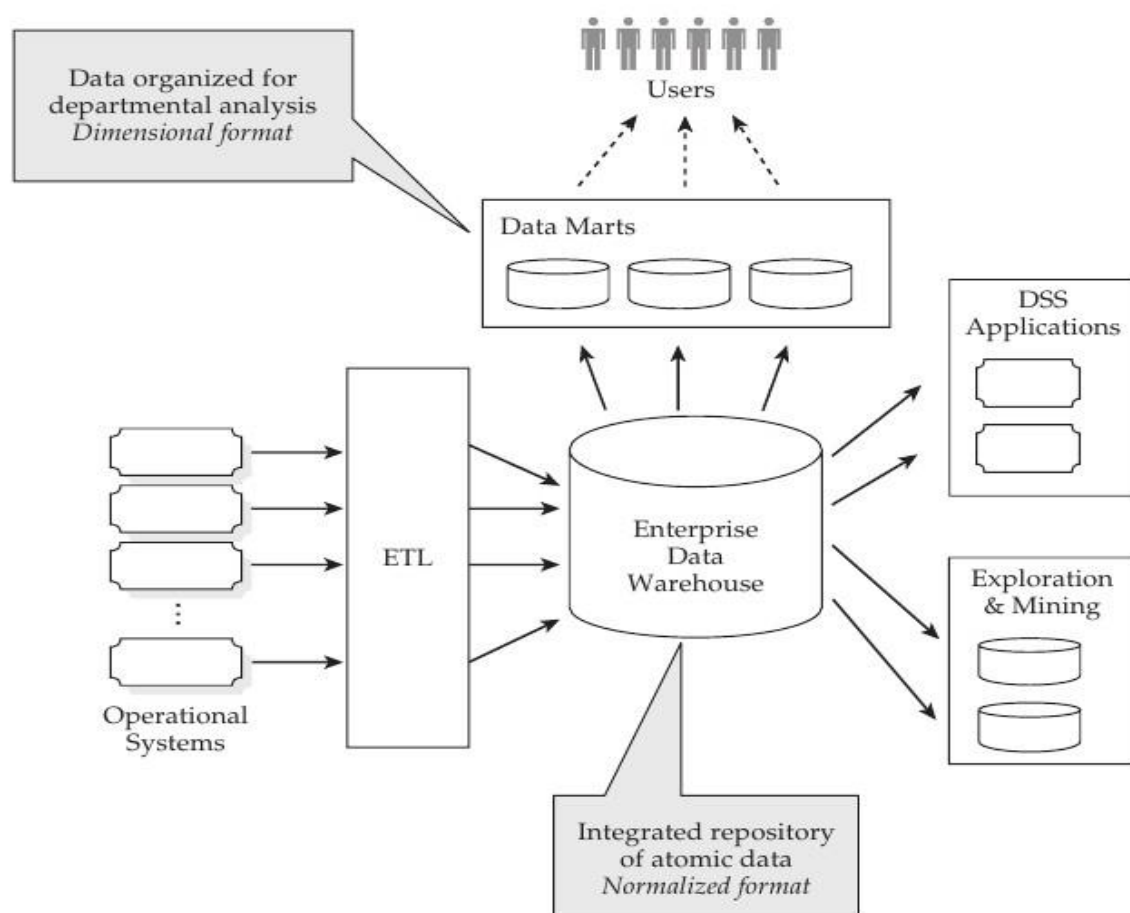 Users
Data organized for
departmental analysis
Dimensional format
Data Marts
DSS
Applications
ETL
Enterprise
Data
Warehouse
Exploration
& Mining
Operational
Systems
Integrated repository
of atomic data
Normalized format